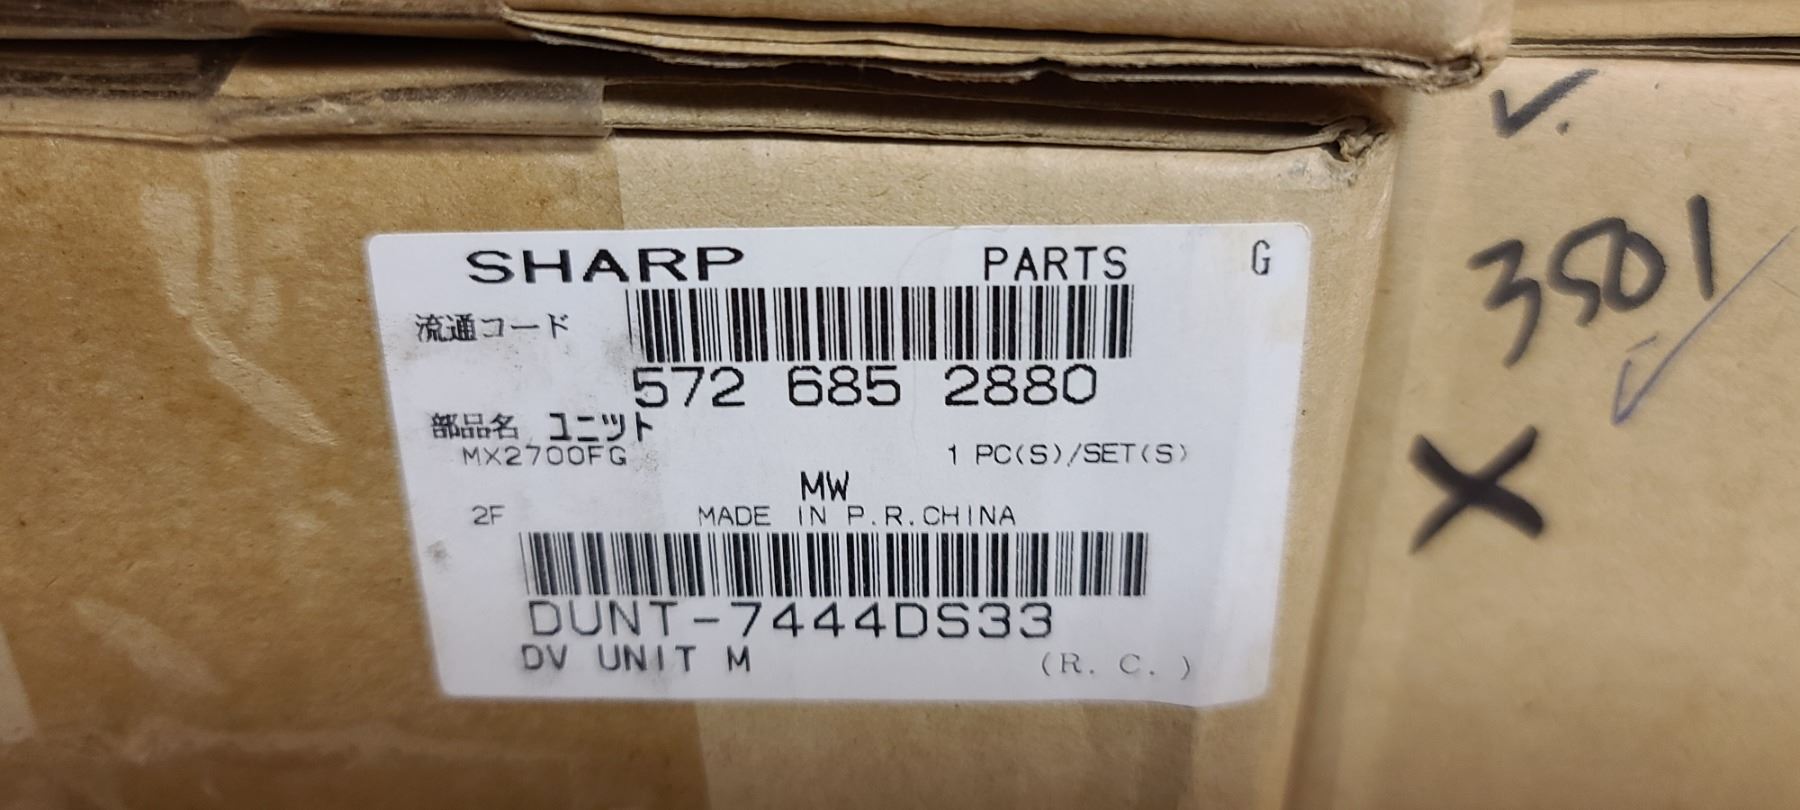 SHARP PARTS G
流通コード
572 685 2880
部品名 ユニット
MX2700FG 1 PC(S)/SET(S)
MW
2F MADE IN P.R.CHINA
DUNT-7444DS33
DV UNIT M (R. C. )
3501
X